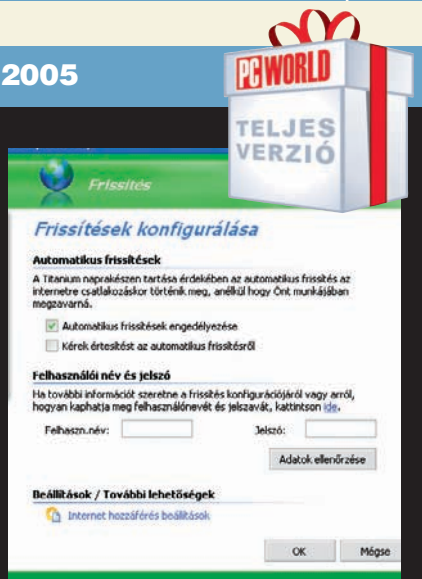 2005
PC WORLD
TELJES
VERZIÓ
Frissítés
Frissítések konfigurálása
Automatikus frissítések
A Titanium naprakészen tartása érdekében az automatikus frissítés az
internetre csatlakozáskor történik meg, anélkül hogy Önt munkájában
megzavarná.
Automatikus frissítések engedélyezése
Kérek értesítést az automatikus frissítésről
Felhasználói név és jelszó
Ha további információt szeretne a frissítés konfigurációjáról vagy arról,
hogyan kaphatja meg felhasználónevét és jelszavát, kattintson ide.
Felhaszn.név:
Jelszó:
Adatok ellenőrzése
Beállítások / További lehetőségek
Internet hozzáférés beállítások
OK
Mégse